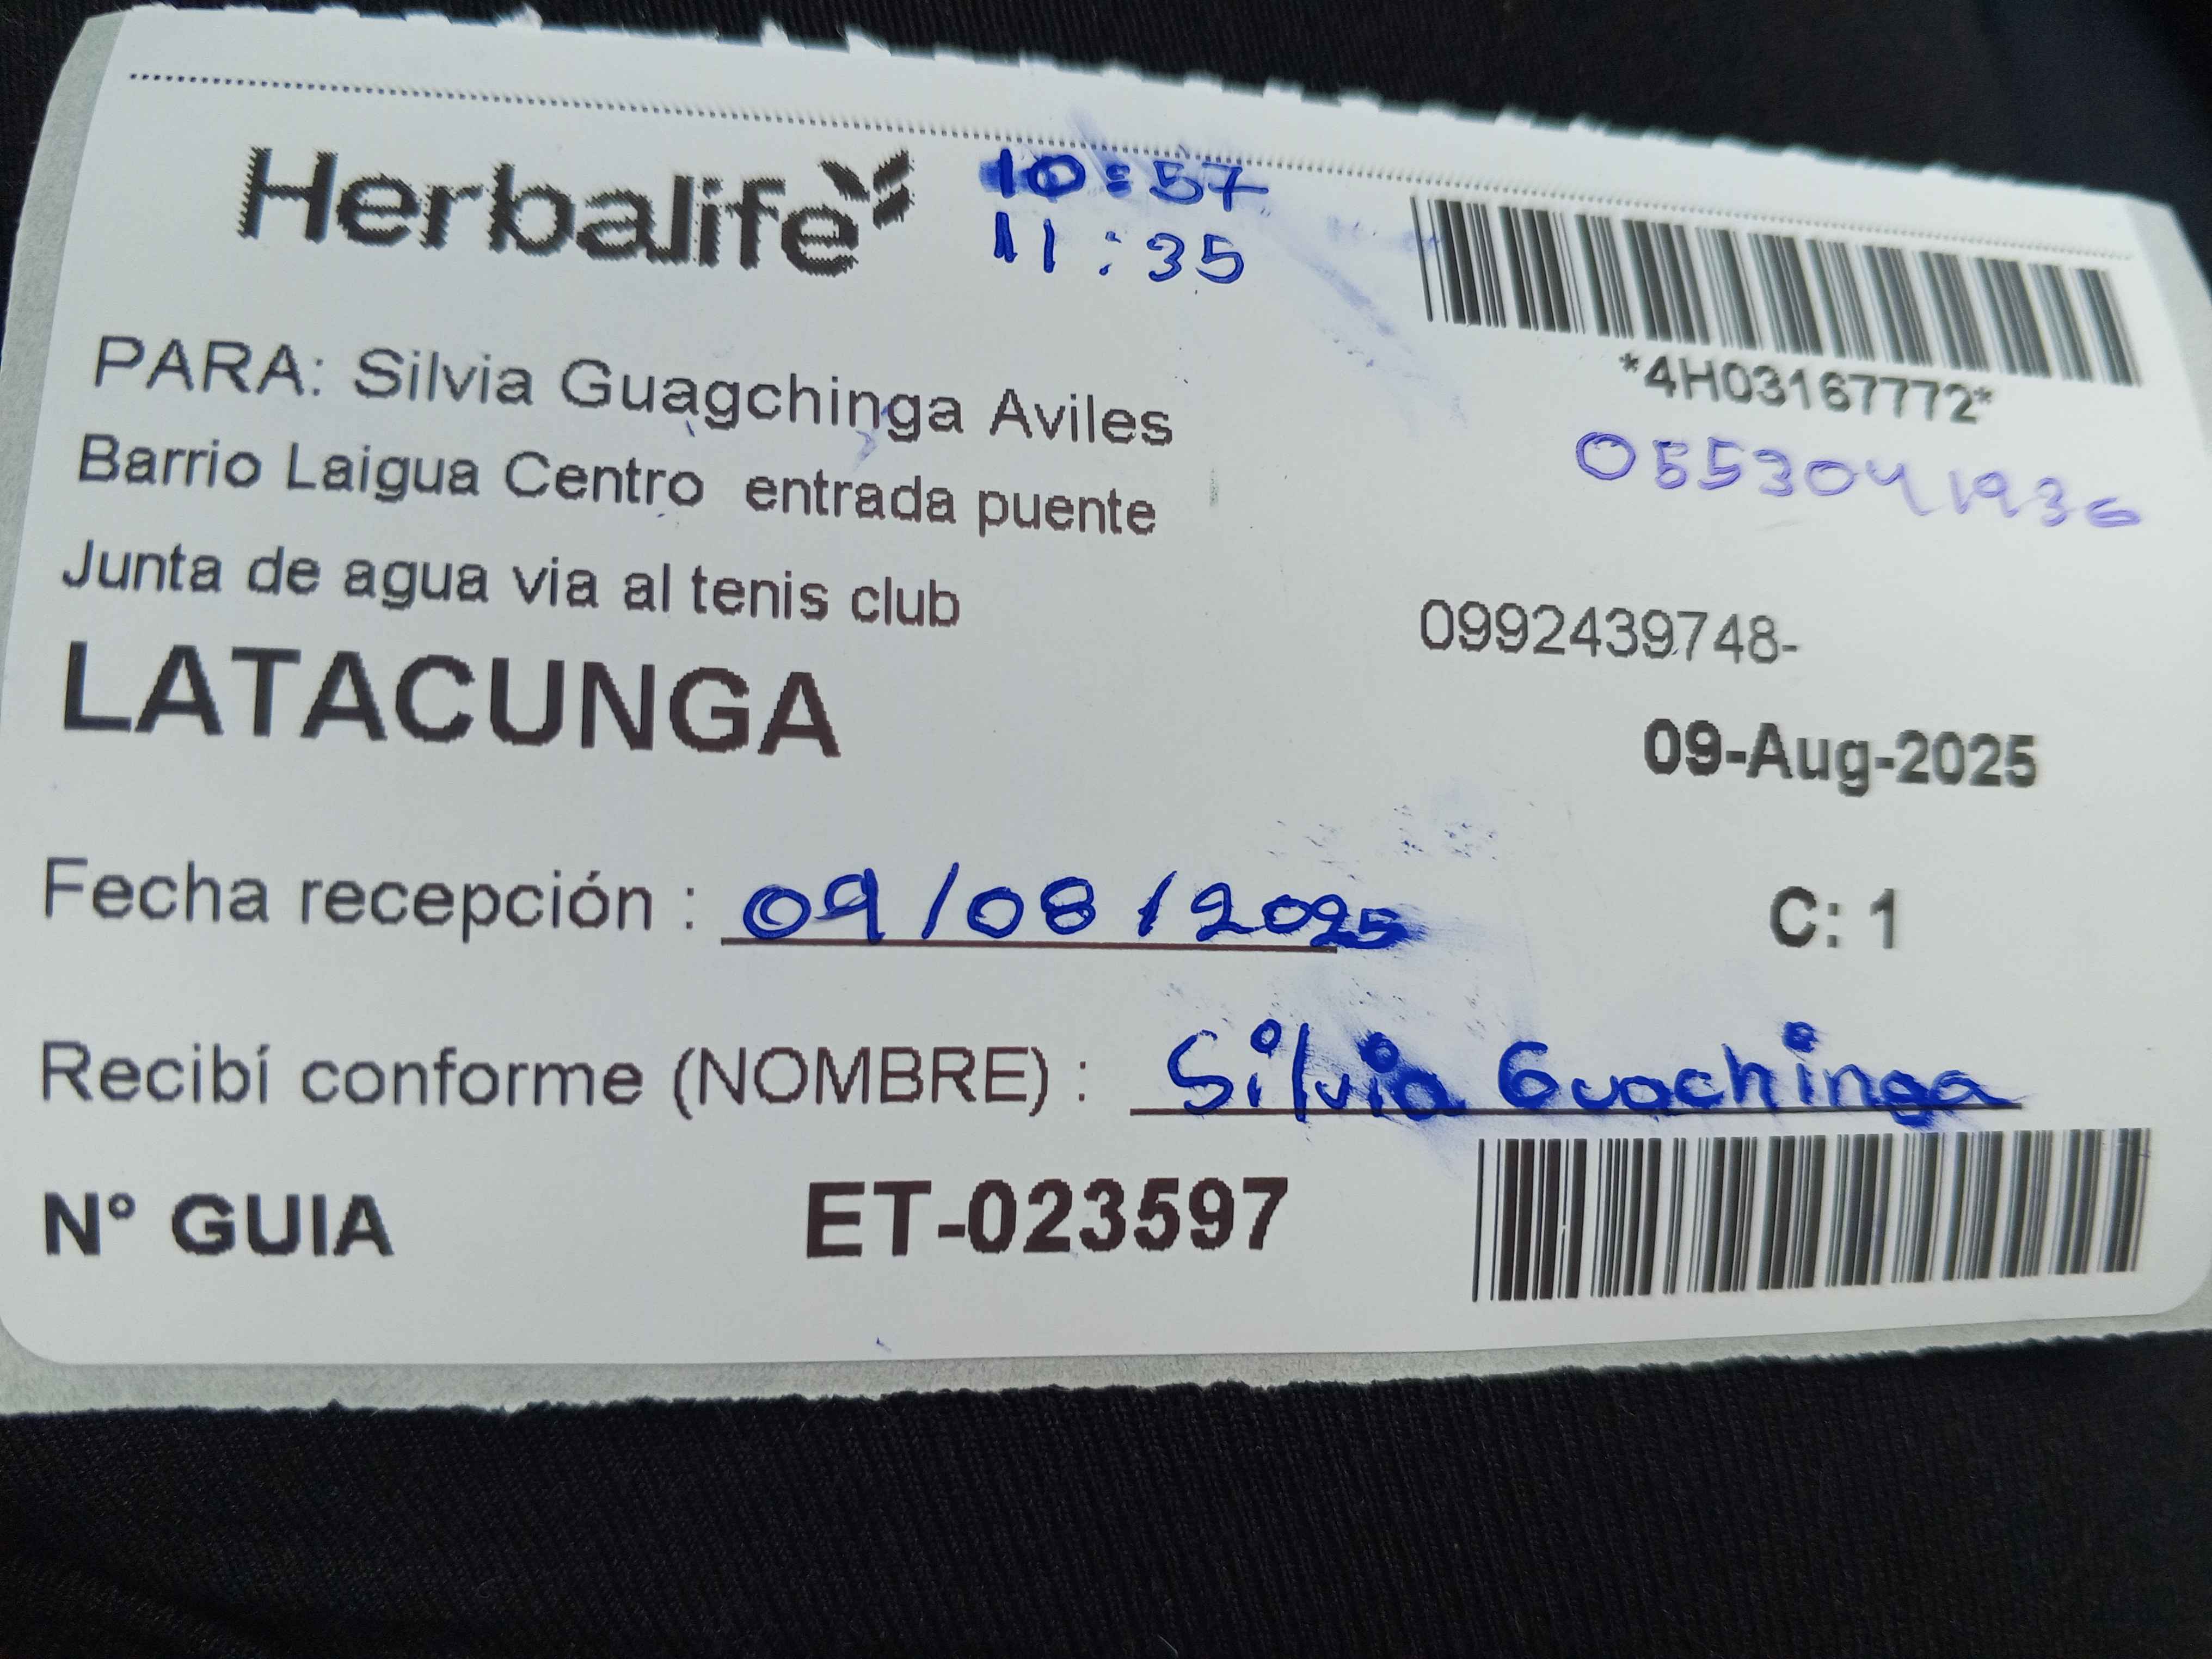 Herbalife
10:57
11:35
*4H03167772*
PARA: Silvia Guagchinga Aviles
0553041936
Barrio Laigua Centro entrada puente
Junta de agua via al tenis club
0992439748-
LATACUNGA
09-Aug-2025
Fecha recepción : 09/08/2025
C: 1
Recibí conforme (NOMBRE) : Silvia Guachinga
N° GUIA ET-023597